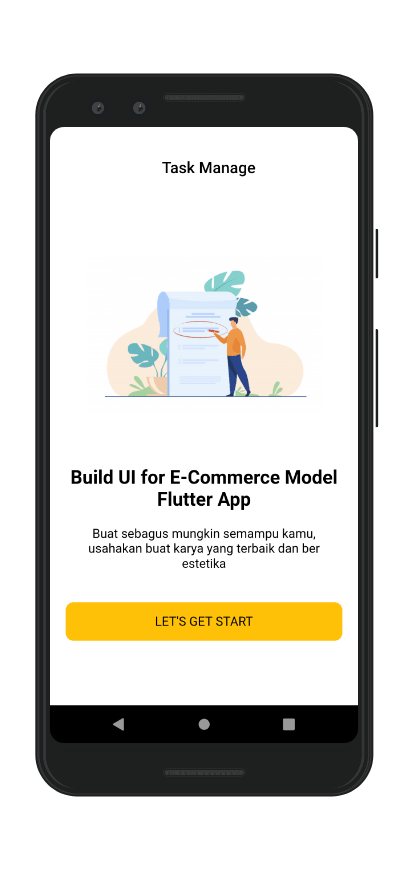 Task Manage
Build UI for E-Commerce Model
Flutter App
Buat sebagus mungkin semampu kamu,
usahakan buat karya yang terbaik dan ber
estetika
LET'S GET START